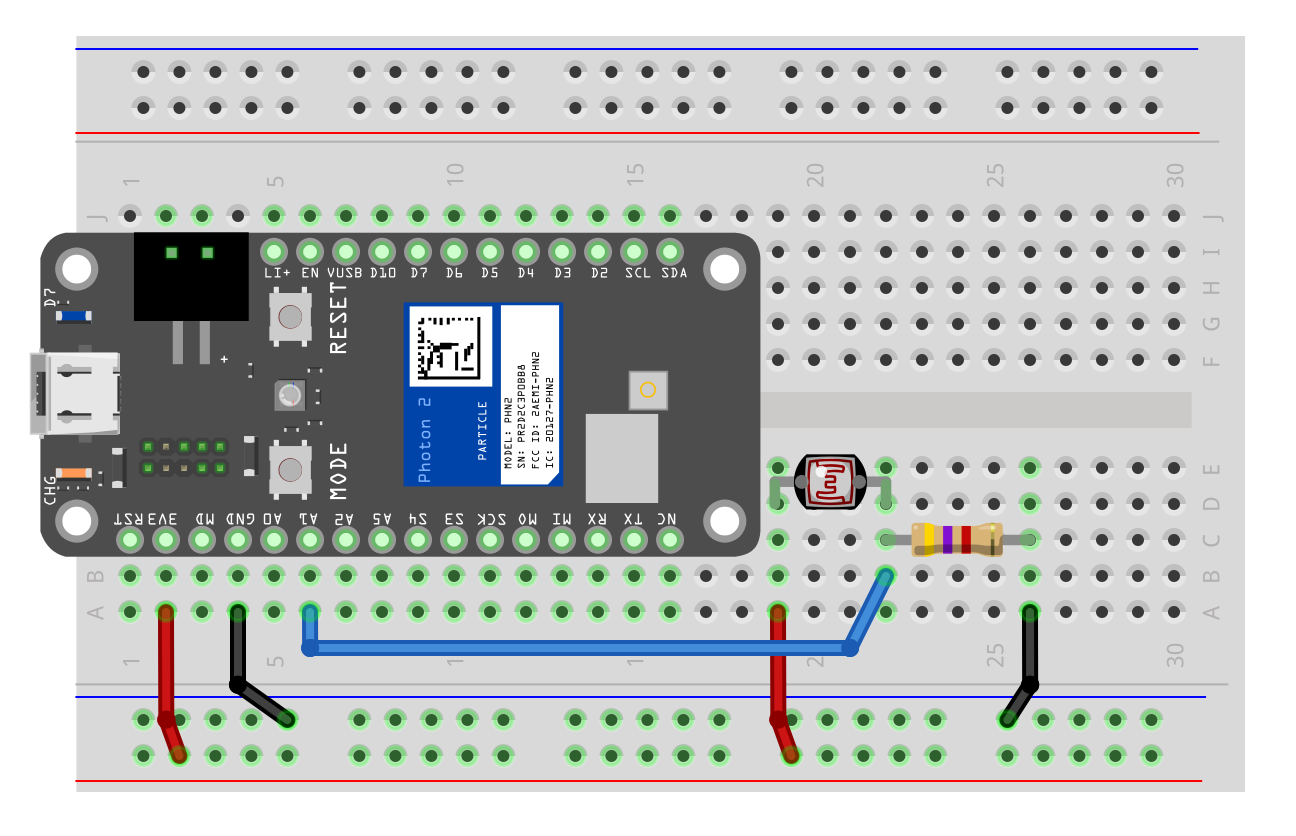 1 5 10 15 20 25 30
J J
LI+ EN VUSB D10 D7 D6 D5 D4 D3 D2 SCL SDA
I
D7
RESET
H
G
+
F
Photon 2
PARTICLE
MODEL: PHN2
SN: PR2D2C3P0BB8
FCC ID: 2AEMI-PHN2
IC: 20127-PHN2
MODE
CHG
E
D
RST 3V3 MD GND A0 A1 A2 A5 S4 S3 SCK MO MI RX TX NC
C
B B
A A
1 5 1 1 2 25 30